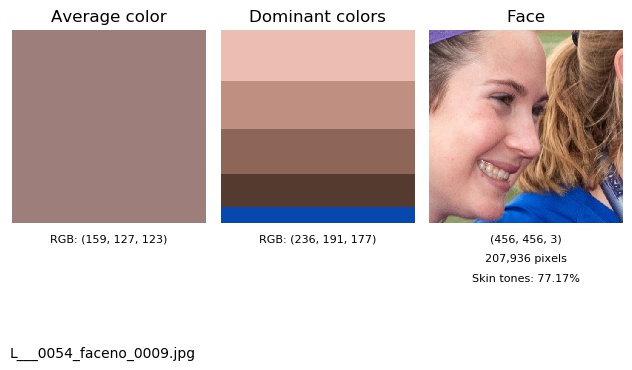 Average color
Dominant colors
Face
RGB: (159, 127, 123)
RGB: (236, 191, 177)
(456, 456, 3)
207,936 pixels
Skin tones: 77.17%
L___0054_faceno_0009.jpg